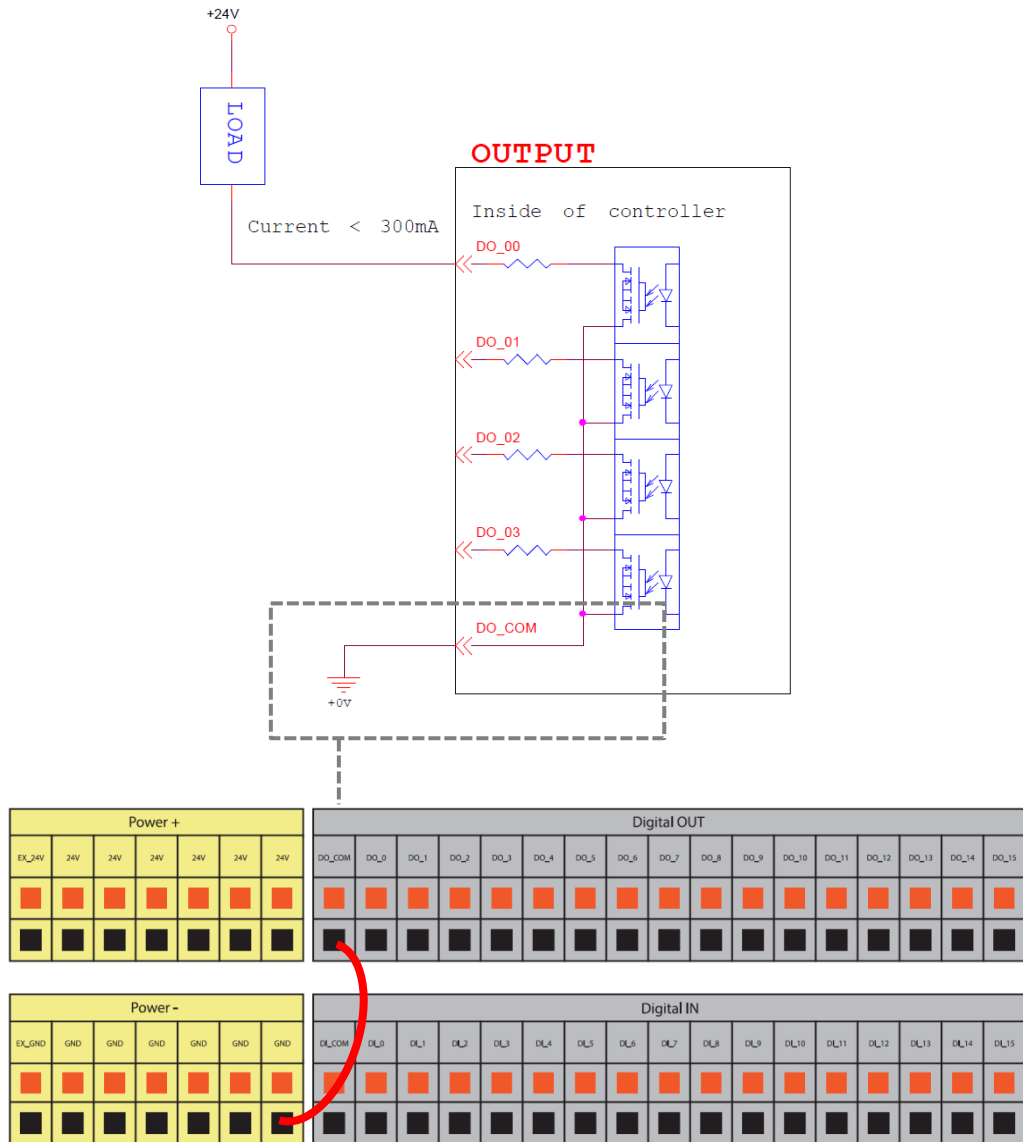 +24V
LOAD
OUTPUT
Inside of controller
Current < 300mA
DO_00
DO_01
DO_02
DO_03
DO_COM
+0V
Power + Digital OUT
EX_24V 24V 24V 24V 24V 24V 24V DO_COM DO_0 DO_1 DO_2 DO_3 DO_4 DO_5 DO_6 DO_7 DO_8 DO_9 DO_10 DO_11 DO_12 DO_13 DO_14 DO_15
Power - Digital IN
EX_GND GND GND GND GND GND GND DI_COM DI_0 DI_1 DI_2 DI_3 DI_4 DI_5 DI_6 DI_7 DI_8 DI_9 DI_10 DI_11 DI_12 DI_13 DI_14 DI_15